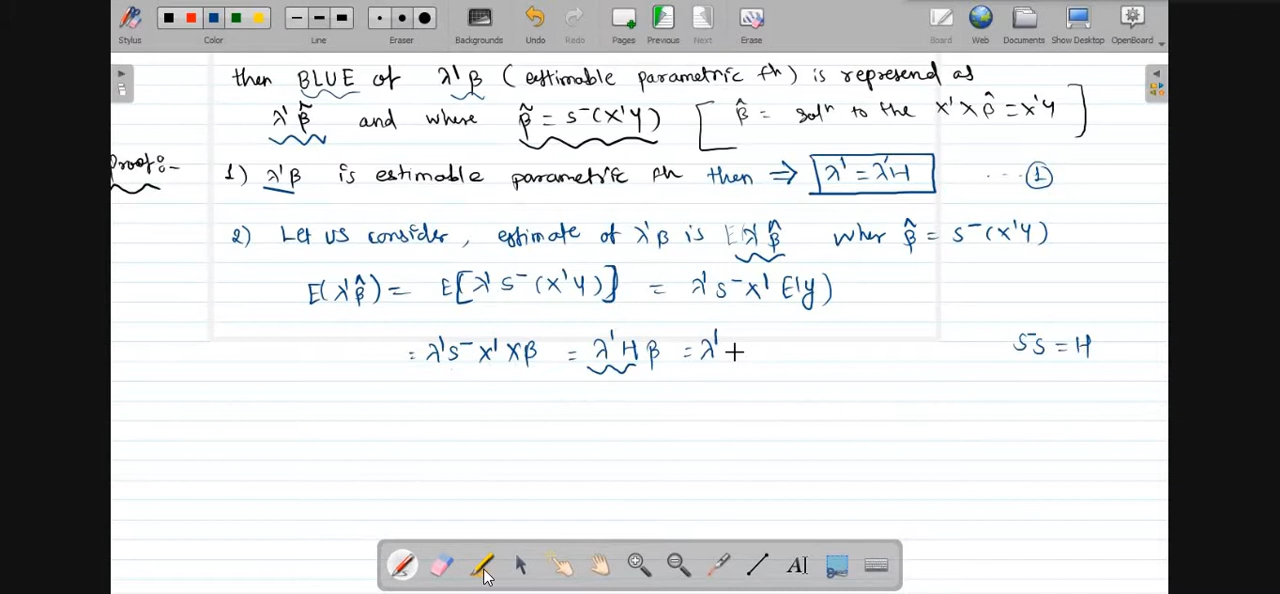 Stylus Color Line Eraser Backgrounds Undo Redo Pages Previous Next Erase Board Web Documents Show Desktop OpenBoard
then BLUE of λ'β (estimable parametric fn) is represend as
λ'β̃ and where β̃ = s⁻(x'y) [ β̂ = solⁿ to the x'xβ̂ = x'y ]
Proof:-
1) λ'β is estimable parametric fn then ⇒ λ' = λ'H ... ①
2) Let us consider, estimate of λ'β is λ'β̂ wher β̂ = s⁻(x'y)
E(λ'β̂) = E[λ's⁻(x'y)] = λ's⁻x'E(y)
= λ's⁻x'xβ = λ'Hβ = λ' s⁻s = H